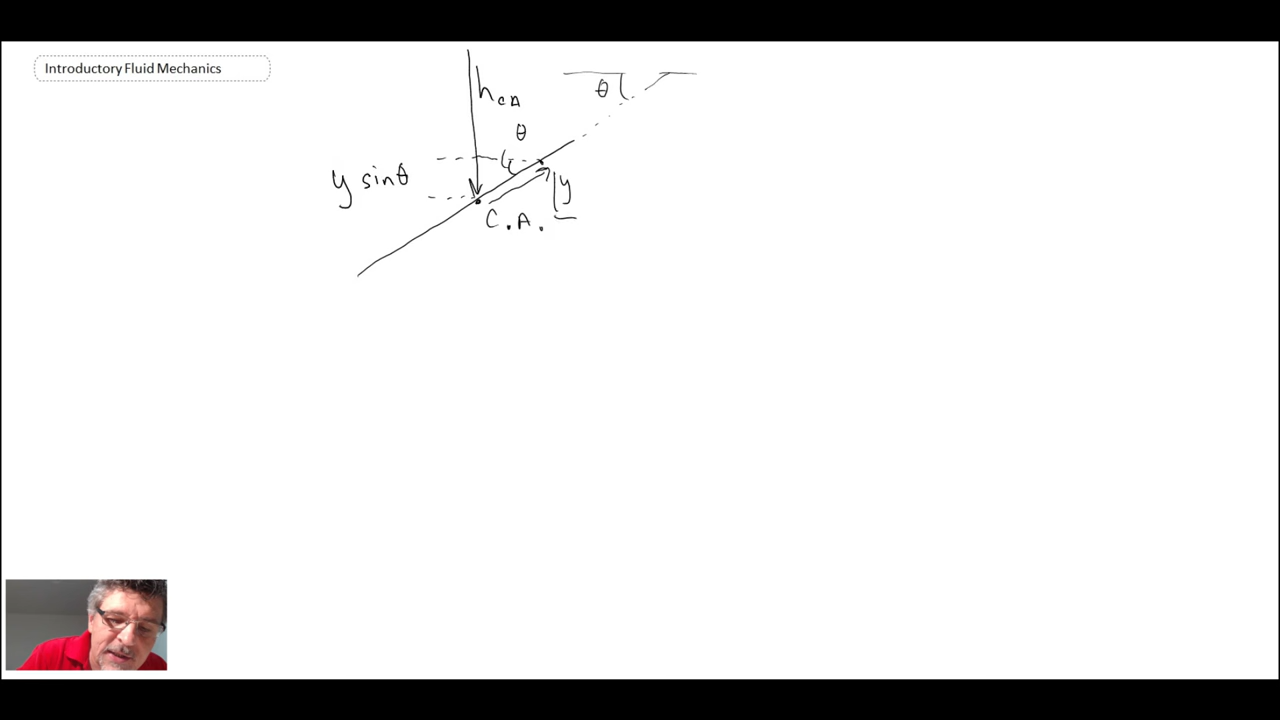 Introductory Fluid Mechanics
h_CA
θ
θ
y sinθ
y
C.A.